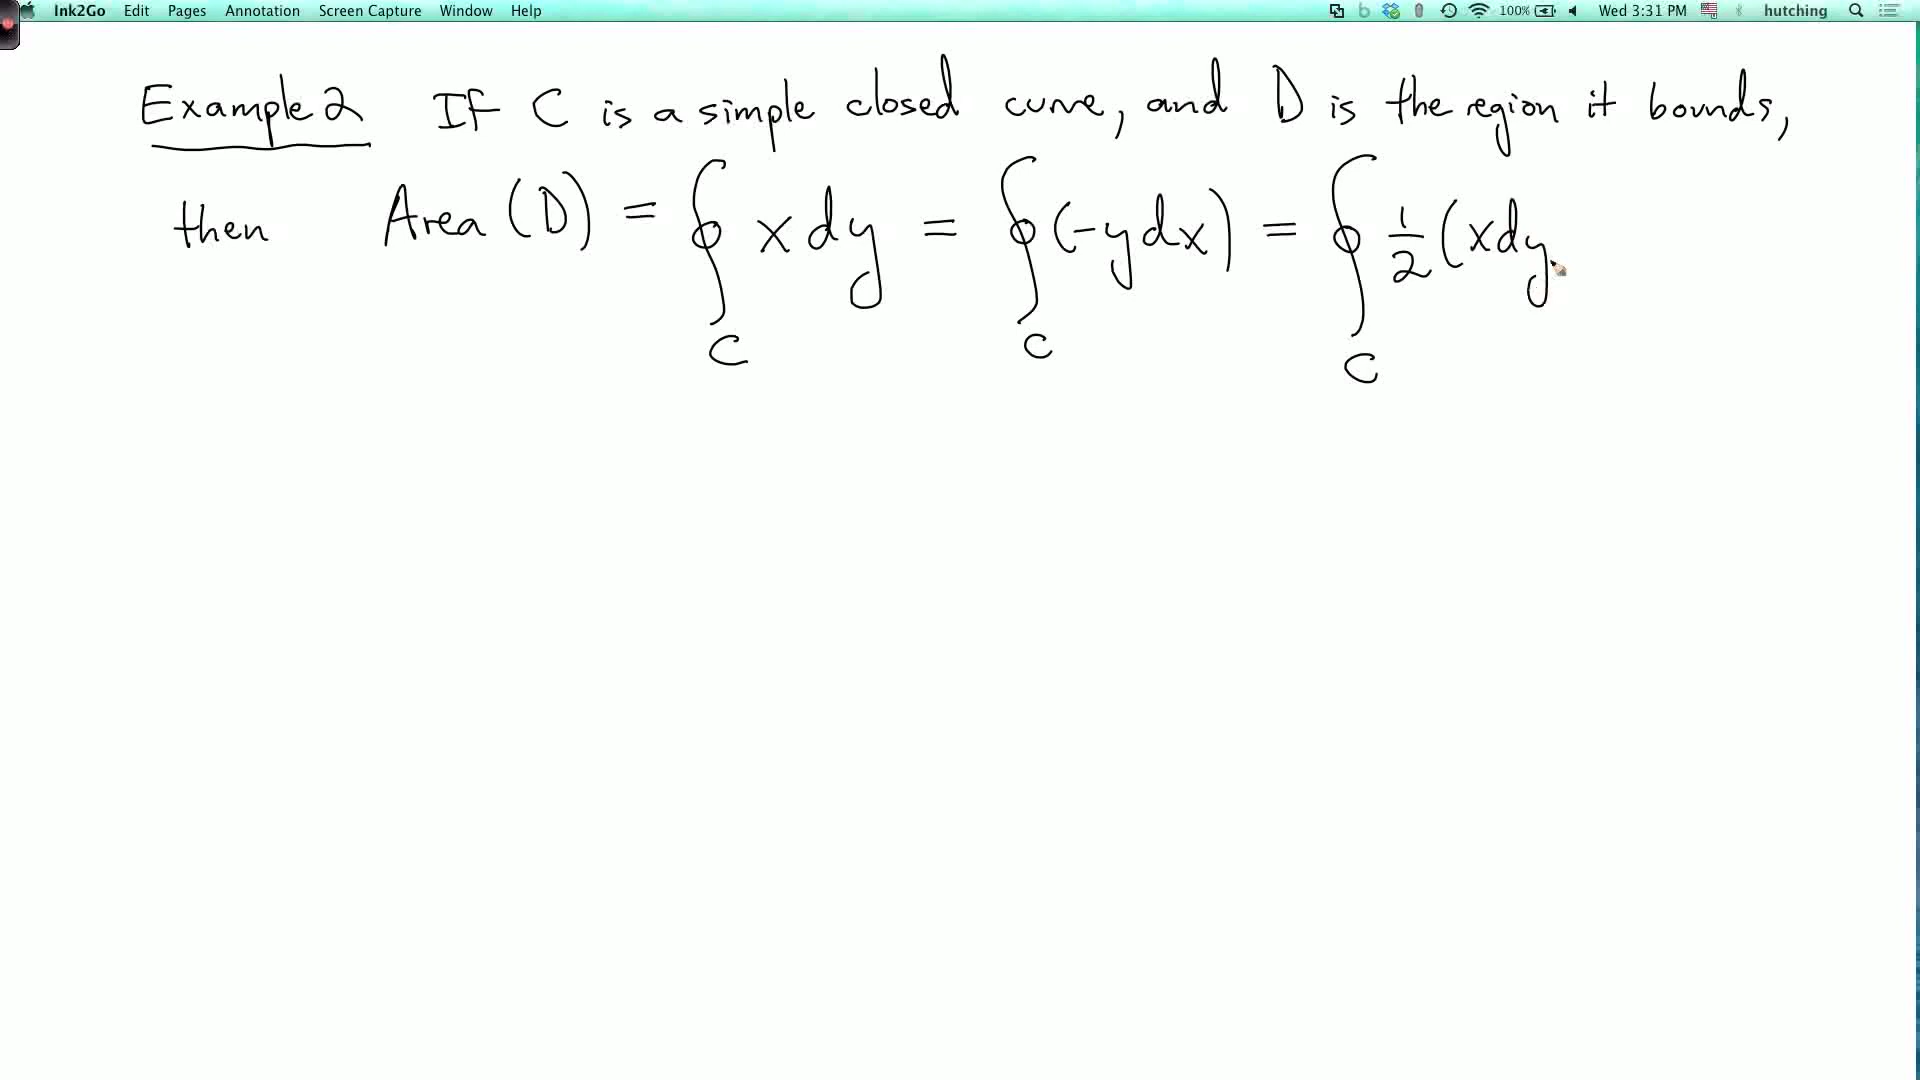 Ink2Go Edit Pages Annotation Screen Capture Window Help 100% Wed 3:31 PM hutching
Example 2 If C is a simple closed curve, and D is the region it bounds,
then Area (D) = ∮_C x dy = ∮_C (-y dx) = ∮_C 1/2 (x dy